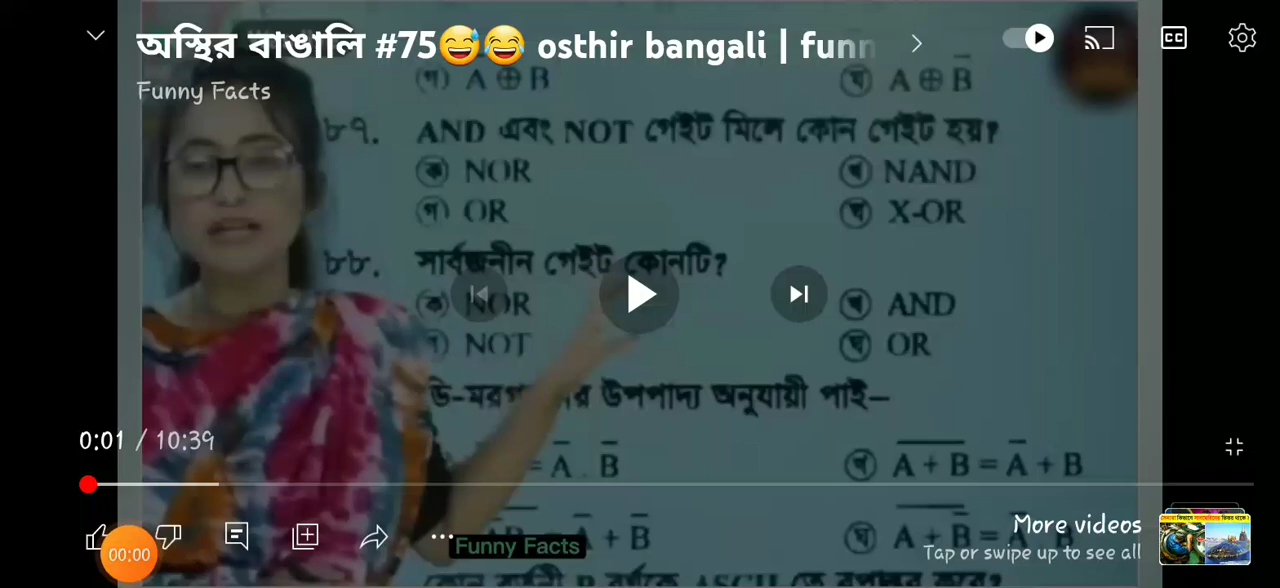 অস্থির বাঙালি #75😅😂 osthir bangali | funn
Funny Facts
(গ) A ⊕ B (ঘ) A ⊕ B̅
৮৭. AND এবং NOT গেইট মিলে কোন গেইট হয়?
(ক) NOR (খ) NAND
(গ) OR (ঘ) X-OR
৮৮. সার্বজনীন গেইট কোনটি?
(ক) NOR (খ) AND
NOT (ঘ) OR
ডি-মরগানের উপপাদ্য অনুযায়ী পাই–
= A̅ . B̅ (খ) A̅ ̅+̅ ̅B̅ = A̅ + B
0:01 / 10:39
+ B̅ (ঘ)
More videos
Tap or swipe up to see all
00:00
Funny Facts